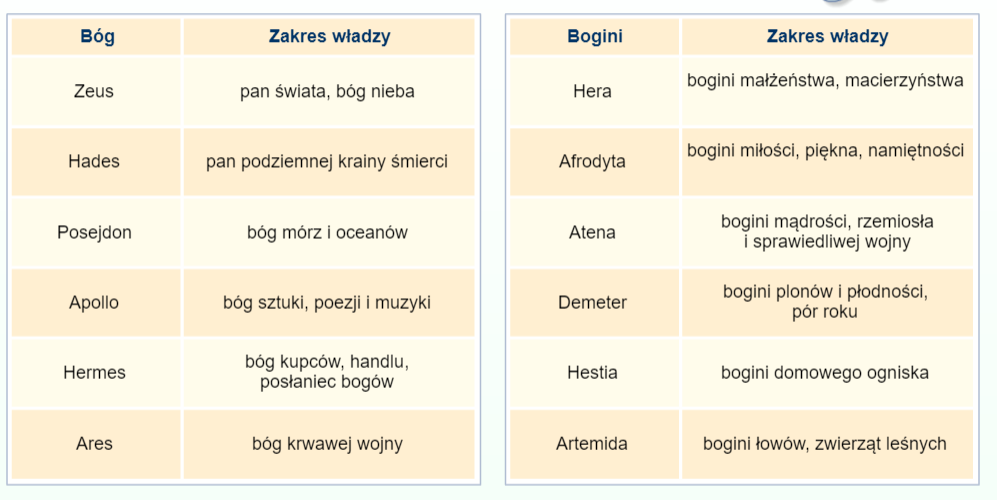 Bóg Zakres władzy
Zeus pan świata, bóg nieba
Hades pan podziemnej krainy śmierci
Posejdon bóg mórz i oceanów
Apollo bóg sztuki, poezji i muzyki
Hermes bóg kupców, handlu,
posłaniec bogów
Ares bóg krwawej wojny
Bogini Zakres władzy
Hera bogini małżeństwa, macierzyństwa
Afrodyta bogini miłości, piękna, namiętności
Atena bogini mądrości, rzemiosła
i sprawiedliwej wojny
Demeter bogini plonów i płodności,
pór roku
Hestia bogini domowego ogniska
Artemida bogini łowów, zwierząt leśnych